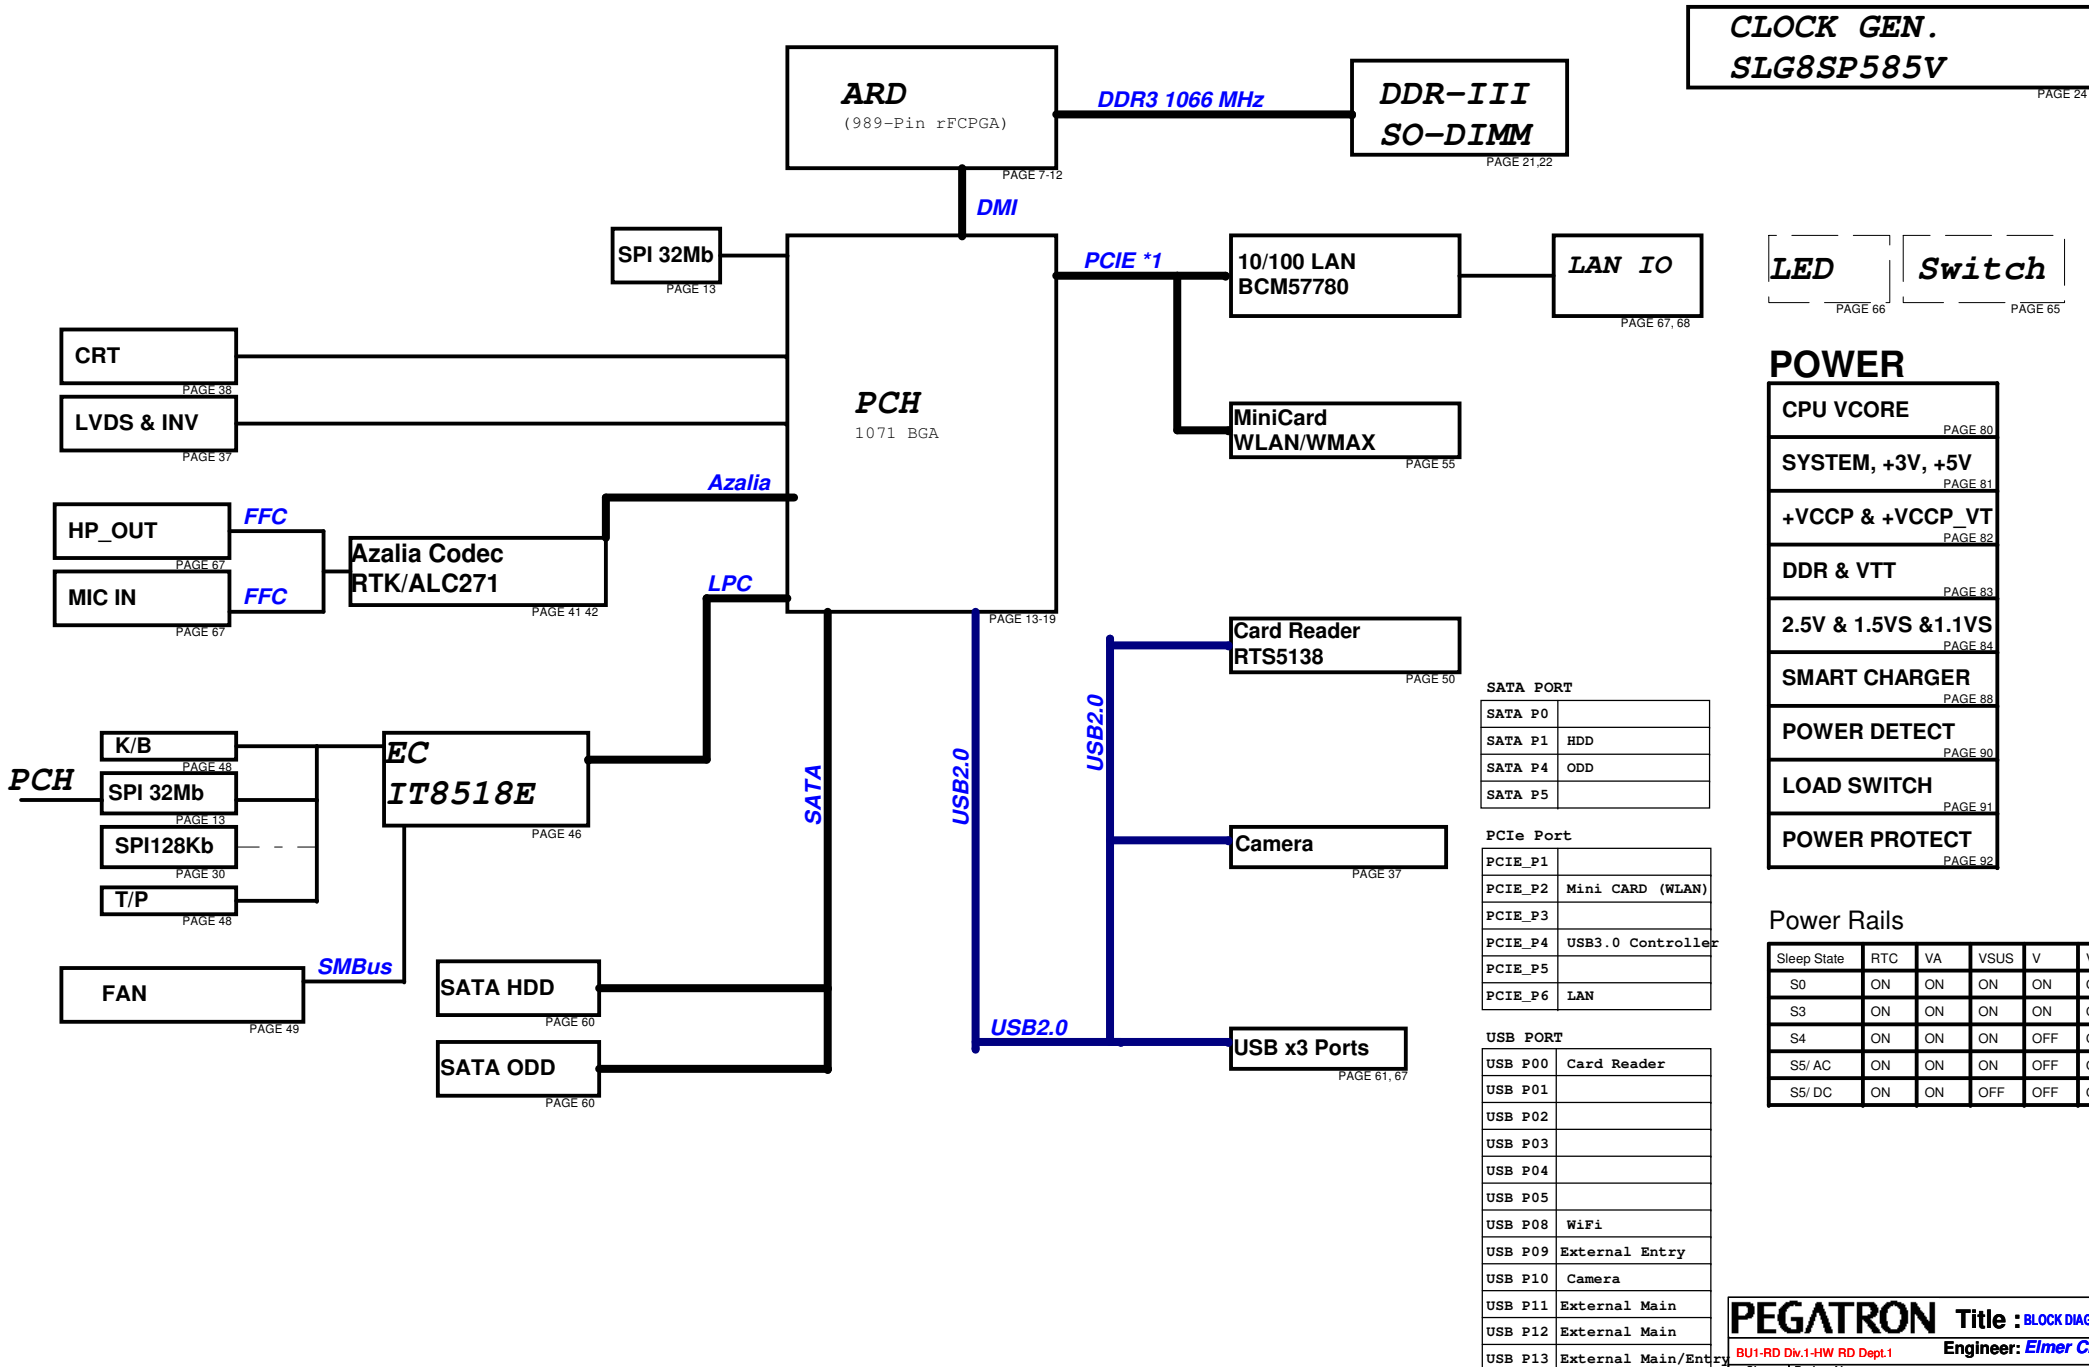 CLOCK GEN.
SLG8SP585V
PAGE 24
ARD
(989-Pin rFCPGA)
PAGE 7-12
DDR3 1066 MHz
DDR-III
SO-DIMM
PAGE 21,22
DMI
SPI 32Mb
PAGE 13
PCH
1071 BGA
PAGE 13-19
PCIE *1
10/100 LAN
BCM57780
LAN IO
PAGE 67, 68
MiniCard
WLAN/WMAX
PAGE 55
LED
PAGE 66
Switch
PAGE 65
CRT
PAGE 38
LVDS & INV
PAGE 37
HP_OUT
PAGE 67
FFC
MIC IN
PAGE 67
FFC
Azalia Codec
RTK/ALC271
PAGE 41 42
Azalia
LPC
K/B
PAGE 48
PCH
SPI 32Mb
PAGE 13
SPI128Kb
PAGE 30
T/P
PAGE 48
EC
IT8518E
PAGE 46
SMBus
FAN
PAGE 49
SATA
SATA HDD
PAGE 60
SATA ODD
PAGE 60
USB2.0
USB2.0
USB2.0
Card Reader
RTS5138
PAGE 50
Camera
PAGE 37
USB x3 Ports
PAGE 61, 67
SATA PORT
SATA P0
SATA P1 HDD
SATA P4 ODD
SATA P5
PCIe Port
PCIE_P1
PCIE_P2 Mini CARD (WLAN)
PCIE_P3
PCIE_P4 USB3.0 Controller
PCIE_P5
PCIE_P6 LAN
USB PORT
USB P00 Card Reader
USB P01
USB P02
USB P03
USB P04
USB P05
USB P08 WiFi
USB P09 External Entry
USB P10 Camera
USB P11 External Main
USB P12 External Main
USB P13 External Main/Entry
POWER
CPU VCORE
PAGE 80
SYSTEM, +3V, +5V
PAGE 81
+VCCP & +VCCP_VT
PAGE 82
DDR & VTT
PAGE 83
2.5V & 1.5VS &1.1VS
PAGE 84
SMART CHARGER
PAGE 88
POWER DETECT
PAGE 90
LOAD SWITCH
PAGE 91
POWER PROTECT
PAGE 92
Power Rails
Sleep State RTC VA VSUS V
S0 ON ON ON ON
S3 ON ON ON ON
S4 ON ON ON OFF
S5/ AC ON ON ON OFF
S5/ DC ON ON OFF OFF
PEGATRON
Title : BLOCK DIAG
BU1-RD Div.1-HW RD Dept.1
Engineer: Elmer C